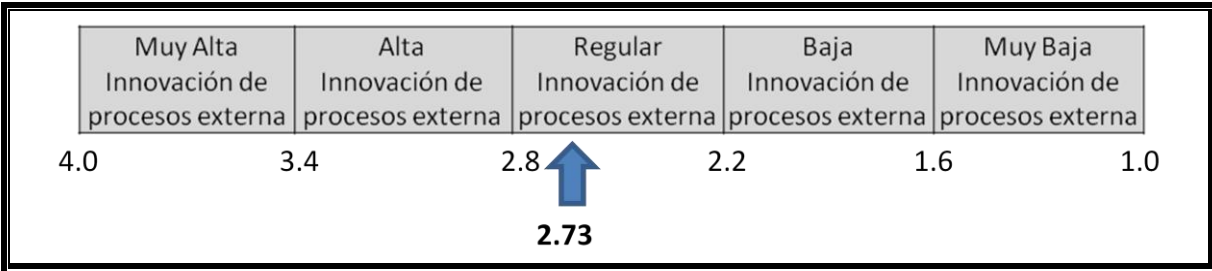 Muy Alta Innovación de procesos externa
Alta Innovación de procesos externa
Regular Innovación de procesos externa
Baja Innovación de procesos externa
Muy Baja Innovación de procesos externa
4.0 3.4 2.8 2.2 1.6 1.0
2.73